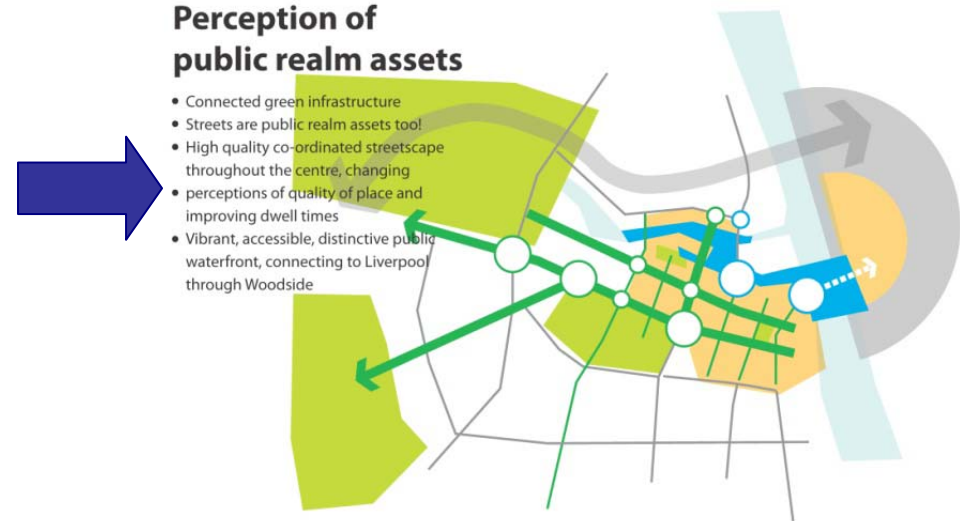 Perception of
public realm assets
• Connected green infrastructure
• Streets are public realm assets too!
• High quality co-ordinated streetscape
throughout the centre, changing
• perceptions of quality of place and
improving dwell times
• Vibrant, accessible, distinctive public
waterfront, connecting to Liverpool
through Woodside